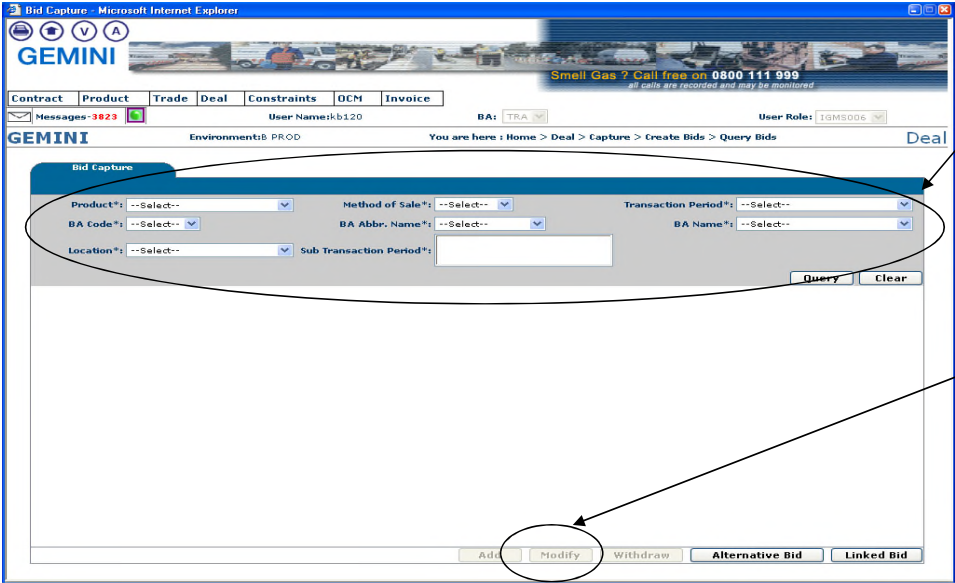 Bid Capture - Microsoft Internet Explorer
V A
GEMINI
Smell Gas ? Call free on 0800 111 999
all calls are recorded and may be monitored
Contract Product Trade Deal Constraints OCM Invoice
Messages-3823 User Name:kb120 BA: TRA User Role: IGMS006
GEMINI Environment:B PROD You are here : Home > Deal > Capture > Create Bids > Query Bids Deal
Bid Capture
Product*: --Select-- Method of Sale*: --Select-- Transaction Period*: --Select--
BA Code*: --Select-- BA Abbr. Name*: --Select-- BA Name*: --Select--
Location*: --Select-- Sub Transaction Period*:
Query Clear
Add Modify Withdraw Alternative Bid Linked Bid